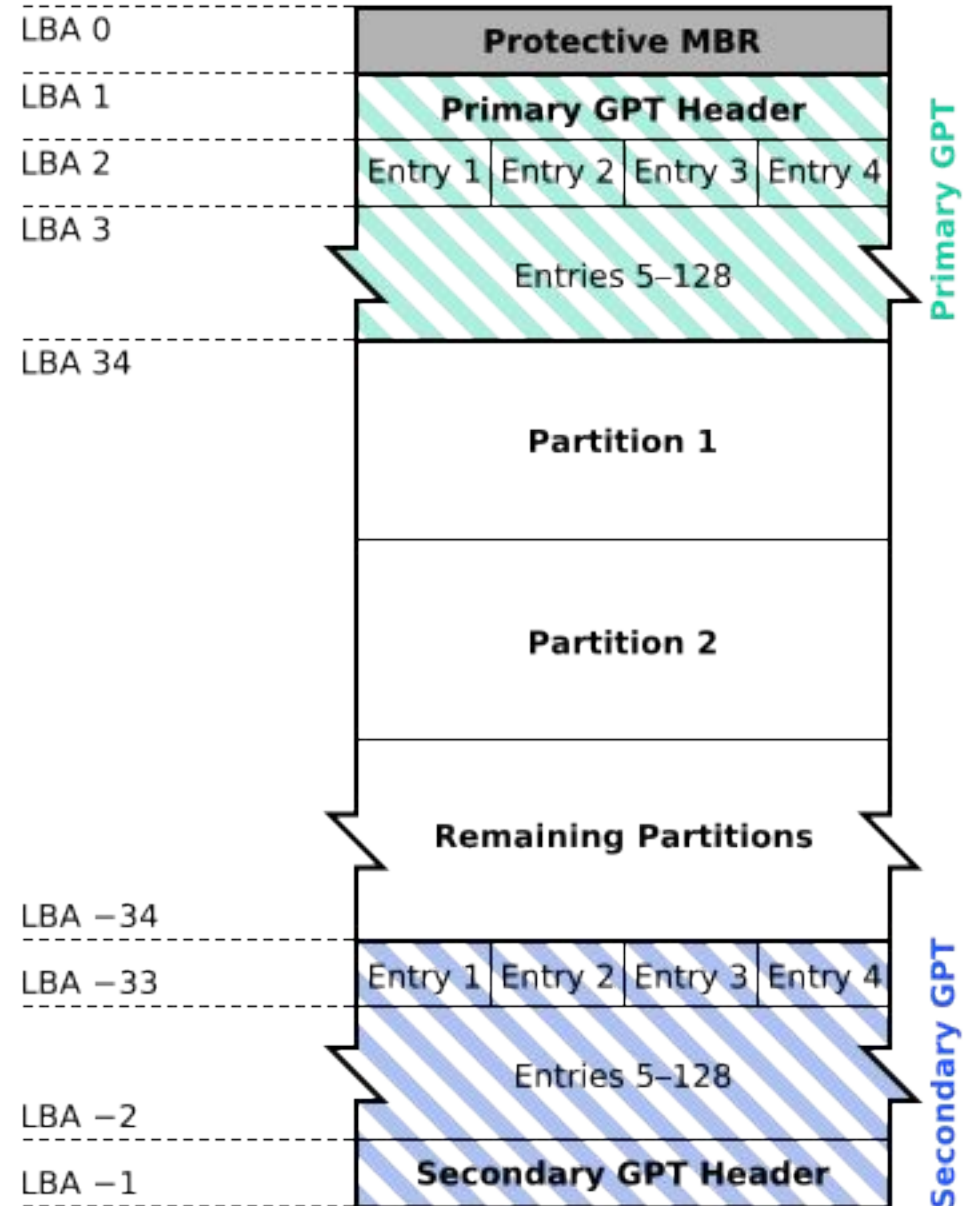 LBA 0
Protective MBR
LBA 1
Primary GPT Header
LBA 2
Entry 1 Entry 2 Entry 3 Entry 4
LBA 3
Entries 5–128
Primary GPT
LBA 34
Partition 1
Partition 2
Remaining Partitions
LBA −34
LBA −33
Entry 1 Entry 2 Entry 3 Entry 4
Entries 5–128
LBA −2
Secondary GPT Header
LBA −1
Secondary GPT